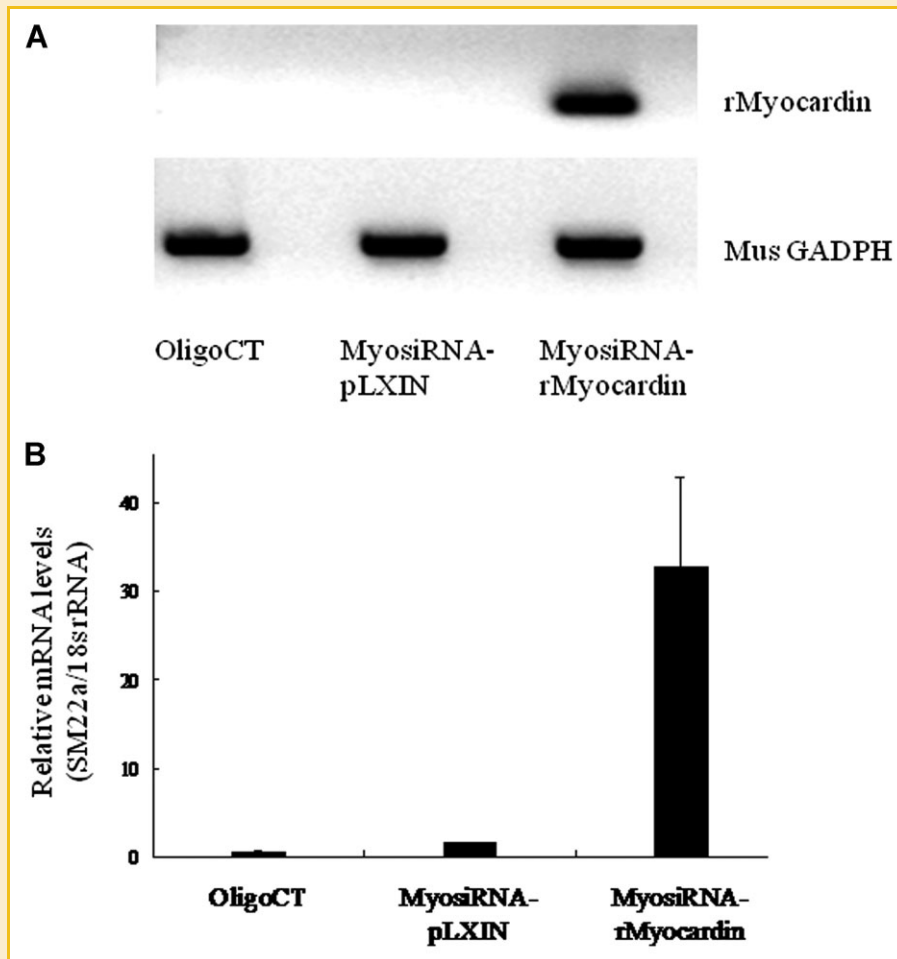 A
rMyocardin
Mus GADPH
OligoCT
MyosiRNA-
pLXIN
MyosiRNA-
rMyocardin
B
Relative mRNA levels
(SM22a/18srRNA)
40
30
20
10
0
OligoCT
MyosiRNA-
pLXIN
MyosiRNA-
rMyocardin